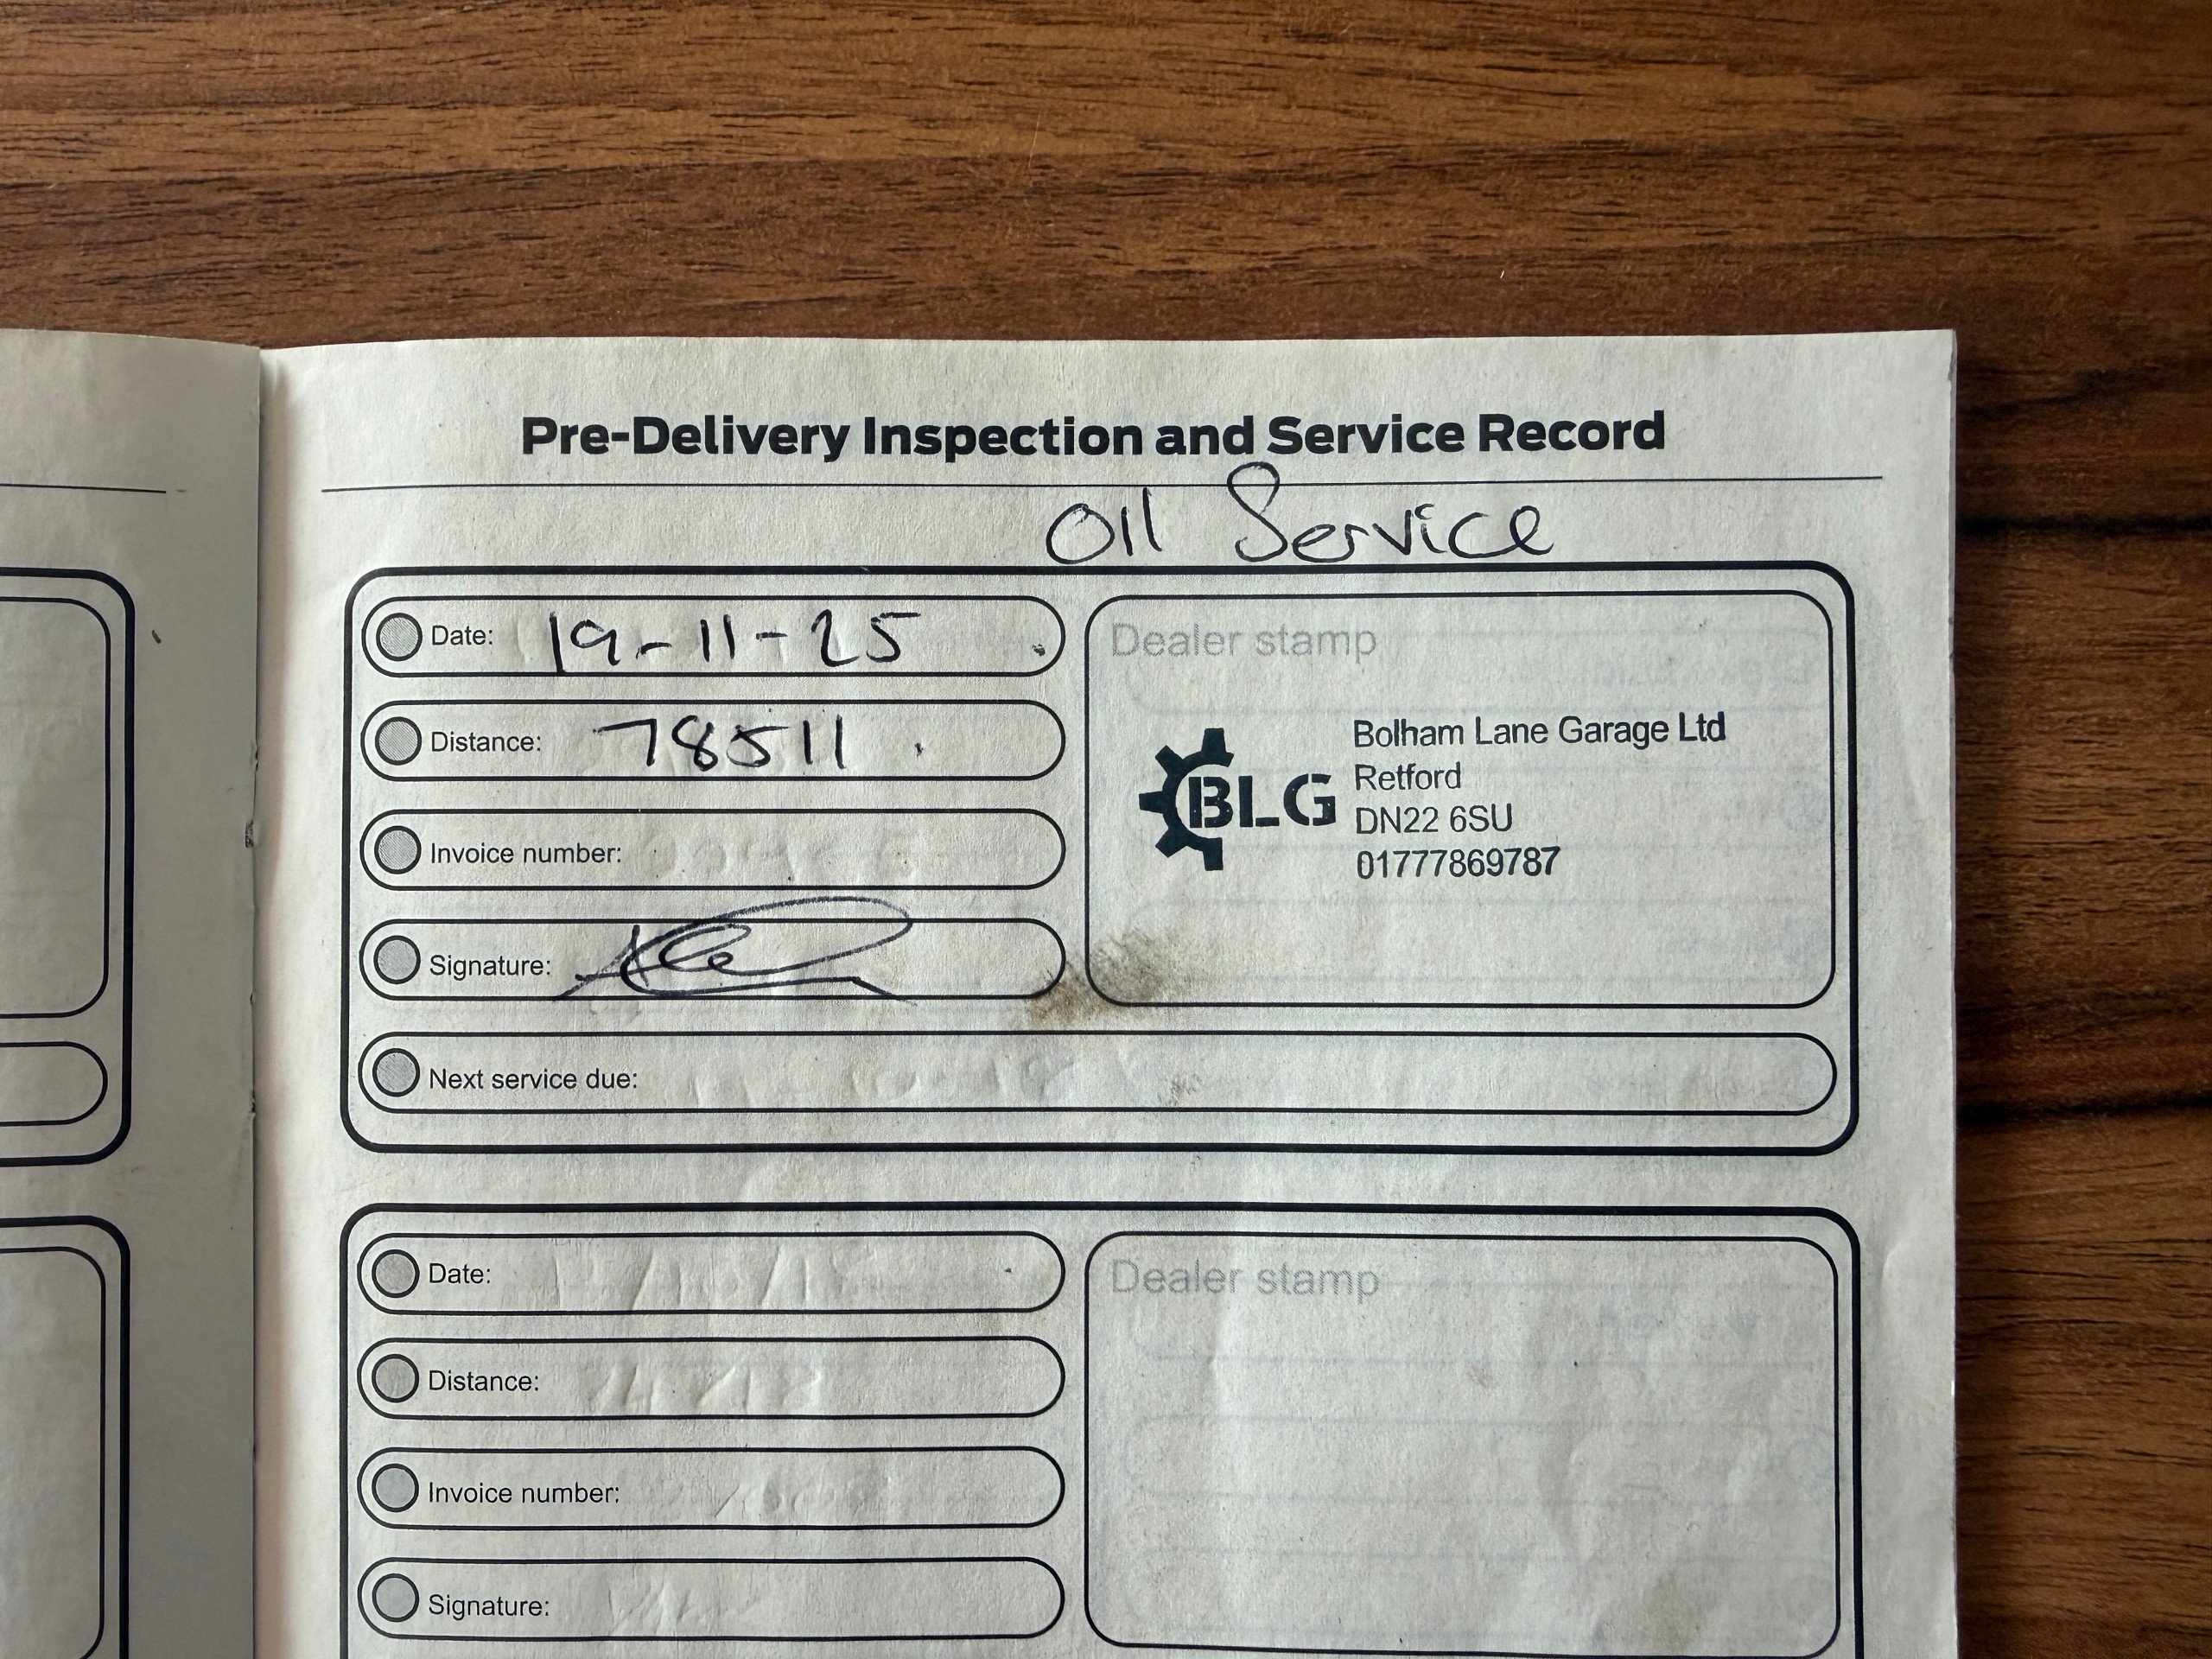 Pre-Delivery Inspection and Service Record
Oil Service
Date: 19-11-25
Distance: 78511
Invoice number:
Signature:
Next service due:
Dealer stamp
BLG
Bolham Lane Garage Ltd
Retford
DN22 6SU
01777869787
Date:
Distance:
Invoice number:
Signature:
Dealer stamp